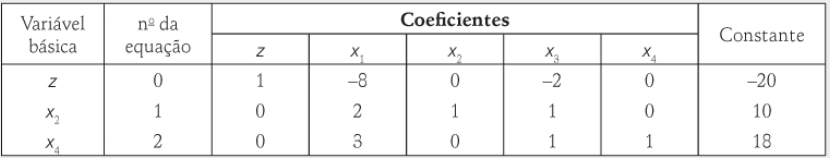 Variável básica | nº da equação | Coeficientes | Constante
z | x₁ | x₂ | x₃ | x₄
z | 0 | 1 | –8 | 0 | –2 | 0 | –20
x₂ | 1 | 0 | 2 | 1 | 1 | 0 | 10
x₄ | 2 | 0 | 3 | 0 | 1 | 1 | 18